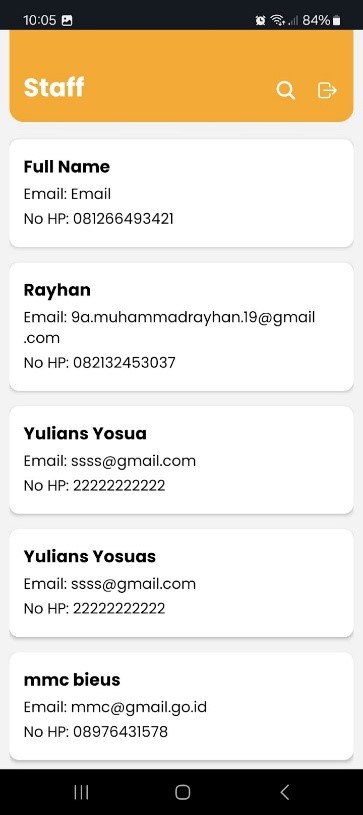 10:05 84%
Staff
Full Name
Email: Email
No HP: 081266493421
Rayhan
Email: 9a.muhammadrayhan.19@gmail
.com
No HP: 082132453037
Yulians Yosua
Email: ssss@gmail.com
No HP: 22222222222
Yulians Yosuas
Email: ssss@gmail.com
No HP: 22222222222
mmc bieus
Email: mmc@gmail.go.id
No HP: 08976431578